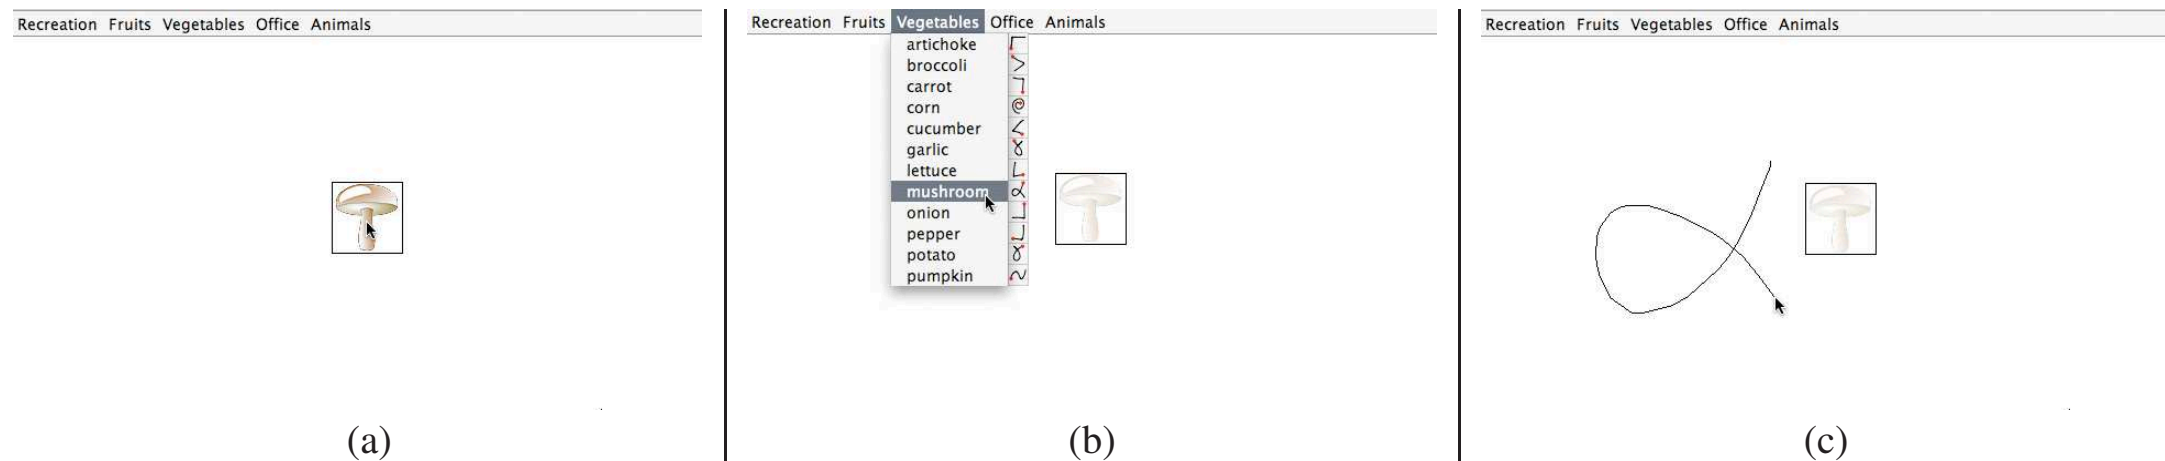 Recreation Fruits Vegetables Office Animals
(a)
Recreation Fruits Vegetables Office Animals
artichoke
broccoli
carrot
corn
cucumber
garlic
lettuce
mushroom
onion
pepper
potato
pumpkin
(b)
Recreation Fruits Vegetables Office Animals
(c)